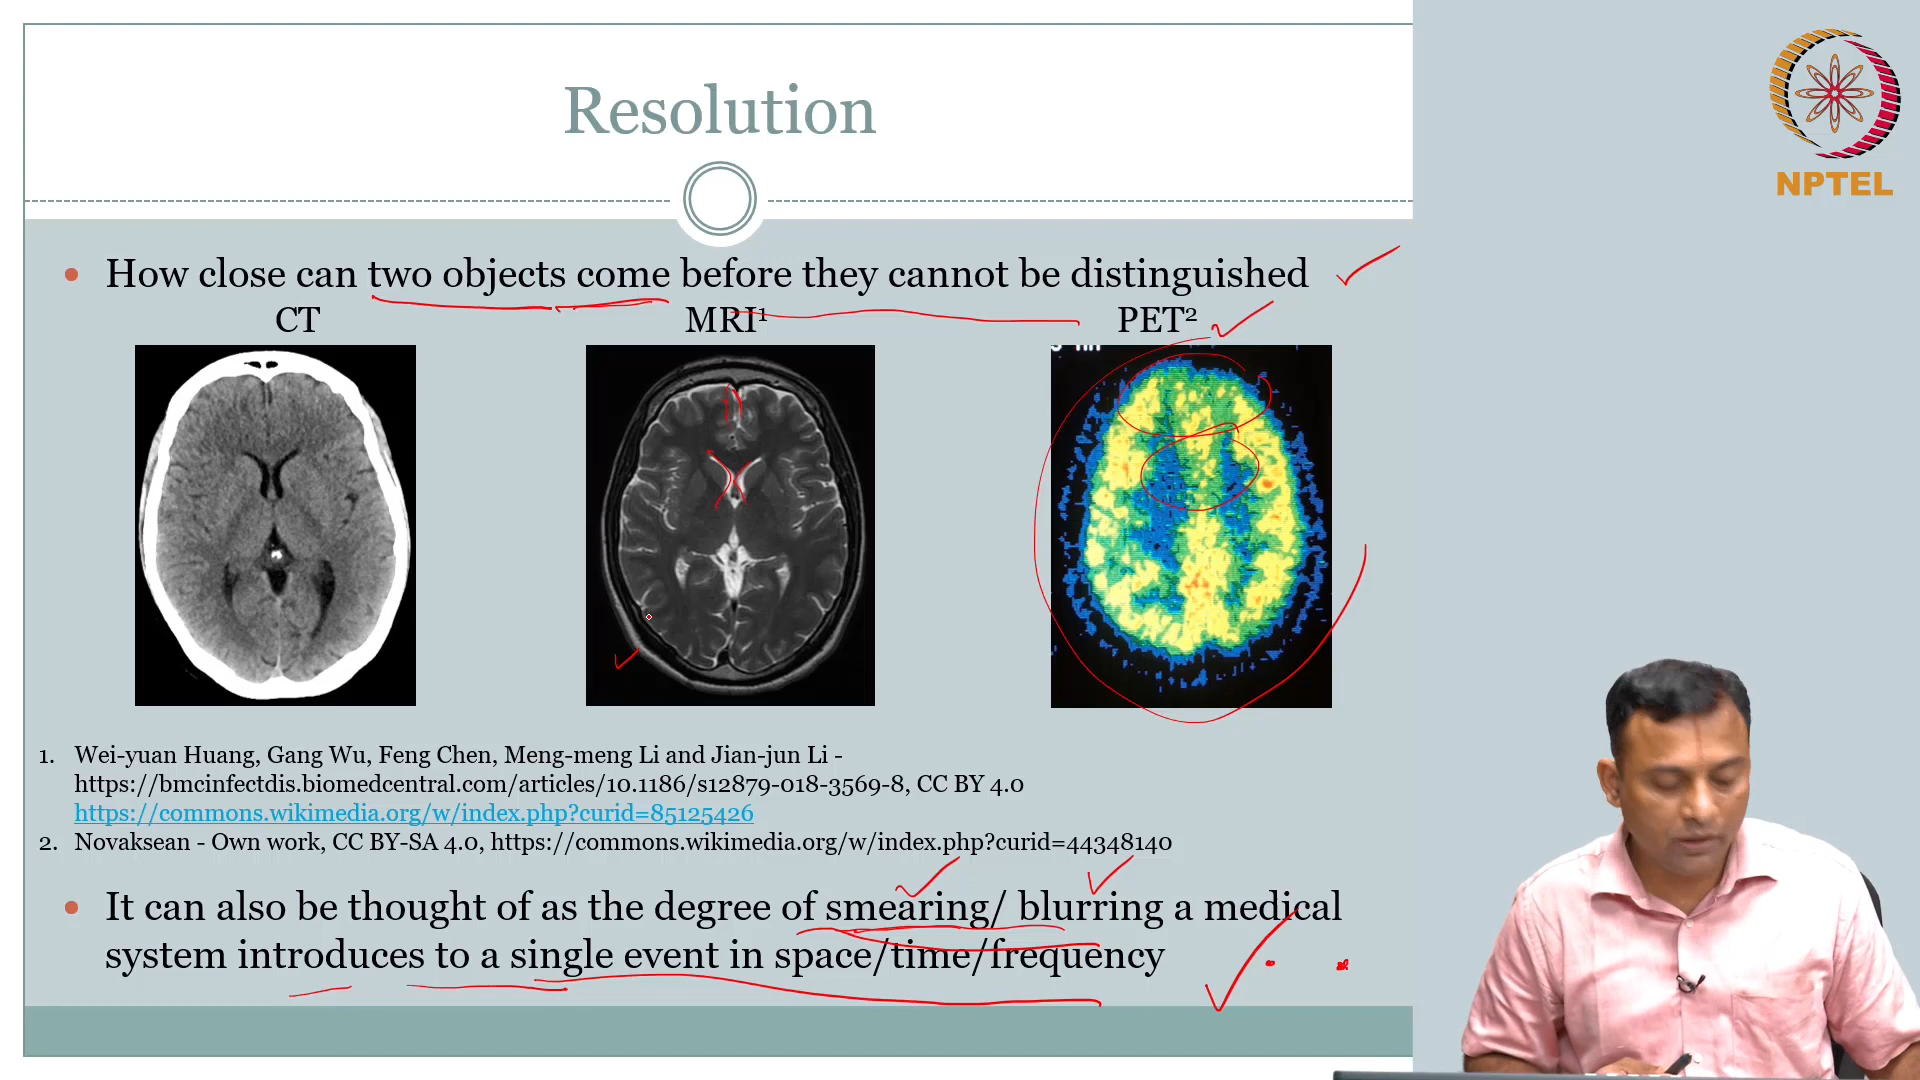 Resolution
NPTEL
• How close can two objects come before they cannot be distinguished
CT
MRI¹
PET²
1. Wei-yuan Huang, Gang Wu, Feng Chen, Meng-meng Li and Jian-jun Li -
https://bmcinfectdis.biomedcentral.com/articles/10.1186/s12879-018-3569-8, CC BY 4.0
https://commons.wikimedia.org/w/index.php?curid=85125426
2. Novaksean - Own work, CC BY-SA 4.0, https://commons.wikimedia.org/w/index.php?curid=44348140
• It can also be thought of as the degree of smearing/ blurring a medical
system introduces to a single event in space/time/frequency